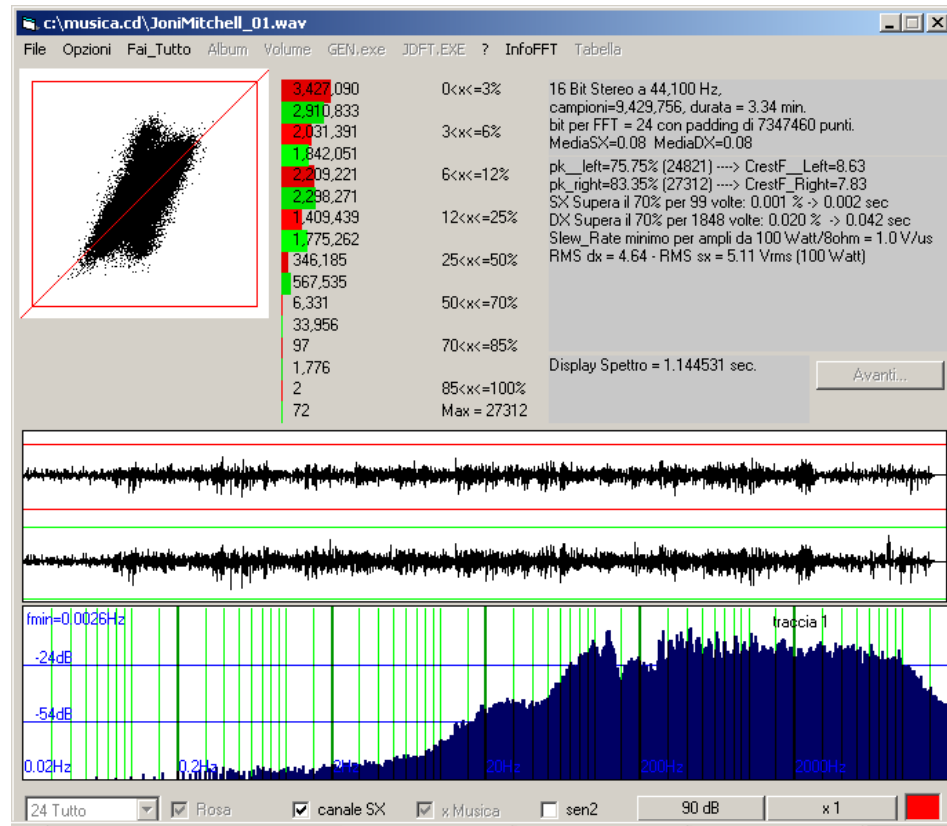 c:\musica.cd\JoniMitchell_01.wav
File Opzioni Fai_Tutto Album Volume GEN.exe JDFT.EXE ? InfoFFT Tabella
3,427,090 0<x<=3%
2,910,833
2,031,391 3<x<=6%
1,842,051
2,209,221 6<x<=12%
2,298,271
1,409,439 12<x<=25%
1,775,262
346,185 25<x<=50%
567,535
6,331 50<x<=70%
33,956
97 70<x<=85%
1,776
2 85<x<=100%
72 Max = 27312
16 Bit Stereo a 44,100 Hz,
campioni=9,429,756, durata = 3.34 min.
bit per FFT = 24 con padding di 7347460 punti.
MediaSX=0.08 MediaDX=0.08
pk__left=75.75% (24821) ----> CrestF__Left=8.63
pk_right=83.35% (27312) ----> CrestF_Right=7.83
SX Supera il 70% per 99 volte: 0.001 % -> 0.002 sec
DX Supera il 70% per 1848 volte: 0.020 % -> 0.042 sec
Slew_Rate minimo per ampli da 100 Watt/8ohm = 1.0 V/us
RMS dx = 4.64 - RMS sx = 5.11 Vrms (100 Watt)
Display Spettro = 1.144531 sec.
Avanti...
fmin=0.0026Hz
traccia 1
-24dB
-54dB
0.02Hz 0.2Hz 2Hz 20Hz 200Hz 2000Hz
24 Tutto Rosa canale SX x Musica sen2 90 dB x 1